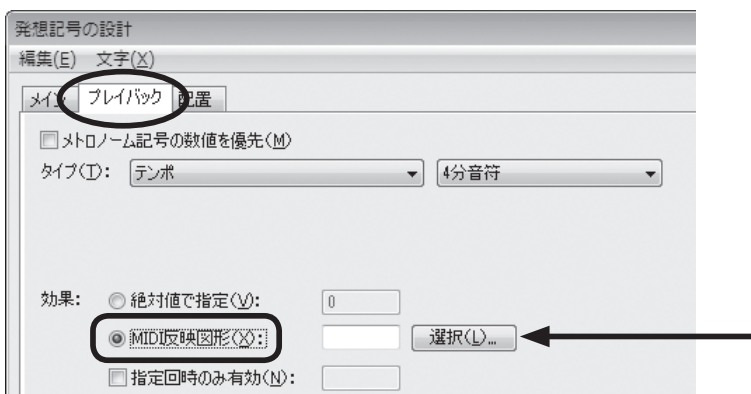 発想記号の設計
編集(E) 文字(X)
メイン プレイバック 配置
メトロノーム記号の数値を優先(M)
タイプ(T): テンポ 4分音符
効果: 絶対値で指定(V): 0
MIDI反映図形(X): 選択(L)...
指定回時のみ有効(N):